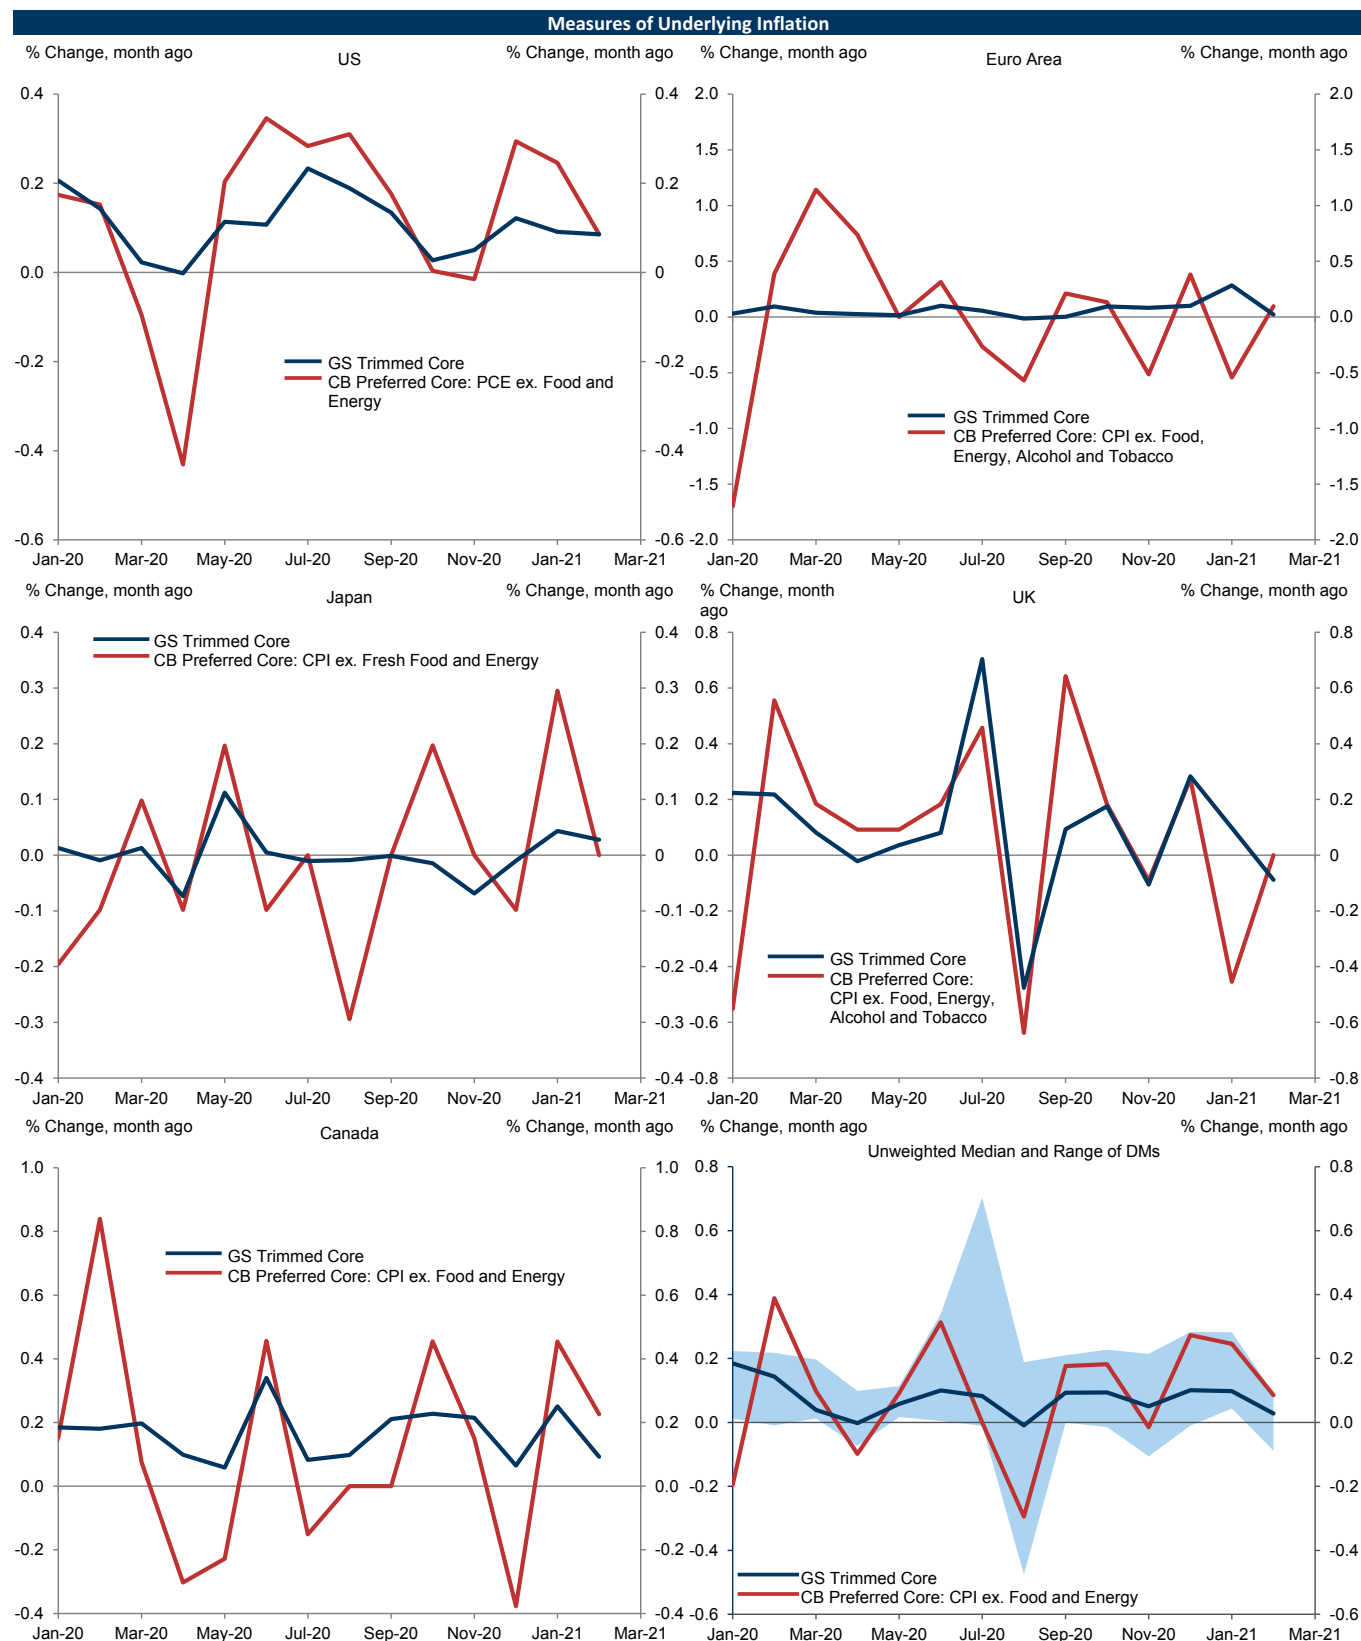 Measures of Underlying Inflation
% Change, month ago
US
% Change, month ago
0.4
0.2
0.0
-0.2
-0.4
-0.6
0.4
0.2
0
-0.2
-0.4
-0.6
GS Trimmed Core
CB Preferred Core: PCE ex. Food and
Energy
Jan-20 Mar-20 May-20 Jul-20 Sep-20 Nov-20 Jan-21 Mar-21
% Change, month ago
Euro Area
% Change, month ago
2.0
1.5
1.0
0.5
0.0
-0.5
-1.0
-1.5
-2.0
2.0
1.5
1.0
0.5
0.0
-0.5
-1.0
-1.5
-2.0
GS Trimmed Core
CB Preferred Core: CPI ex. Food,
Energy, Alcohol and Tobacco
Jan-20 Mar-20 May-20 Jul-20 Sep-20 Nov-20 Jan-21 Mar-21
% Change, month ago
Japan
% Change, month ago
0.4
0.3
0.2
0.1
0.0
-0.1
-0.2
-0.3
-0.4
0.4
0.3
0.2
0.1
0
-0.1
-0.2
-0.3
-0.4
GS Trimmed Core
CB Preferred Core: CPI ex. Fresh Food and Energy
Jan-20 Mar-20 May-20 Jul-20 Sep-20 Nov-20 Jan-21 Mar-21
% Change, month
ago
UK
% Change, month ago
0.8
0.6
0.4
0.2
0.0
-0.2
-0.4
-0.6
-0.8
0.8
0.6
0.4
0.2
0
-0.2
-0.4
-0.6
-0.8
GS Trimmed Core
CB Preferred Core:
CPI ex. Food, Energy,
Alcohol and Tobacco
Jan-20 Mar-20 May-20 Jul-20 Sep-20 Nov-20 Jan-21 Mar-21
% Change, month ago
Canada
% Change, month ago
1.0
0.8
0.6
0.4
0.2
0.0
-0.2
-0.4
1.0
0.8
0.6
0.4
0.2
0.0
-0.2
-0.4
GS Trimmed Core
CB Preferred Core: CPI ex. Food and Energy
Jan-20 Mar-20 May-20 Jul-20 Sep-20 Nov-20 Jan-21 Mar-21
% Change, month ago
% Change, month ago
Unweighted Median and Range of DMs
0.8
0.6
0.4
0.2
0.0
-0.2
-0.4
-0.6
0.8
0.6
0.4
0.2
0.0
-0.2
-0.4
-0.6
GS Trimmed Core
CB Preferred Core: CPI ex. Food and Energy
Jan-20 Mar-20 May-20 Jul-20 Sep-20 Nov-20 Jan-21 Mar-21